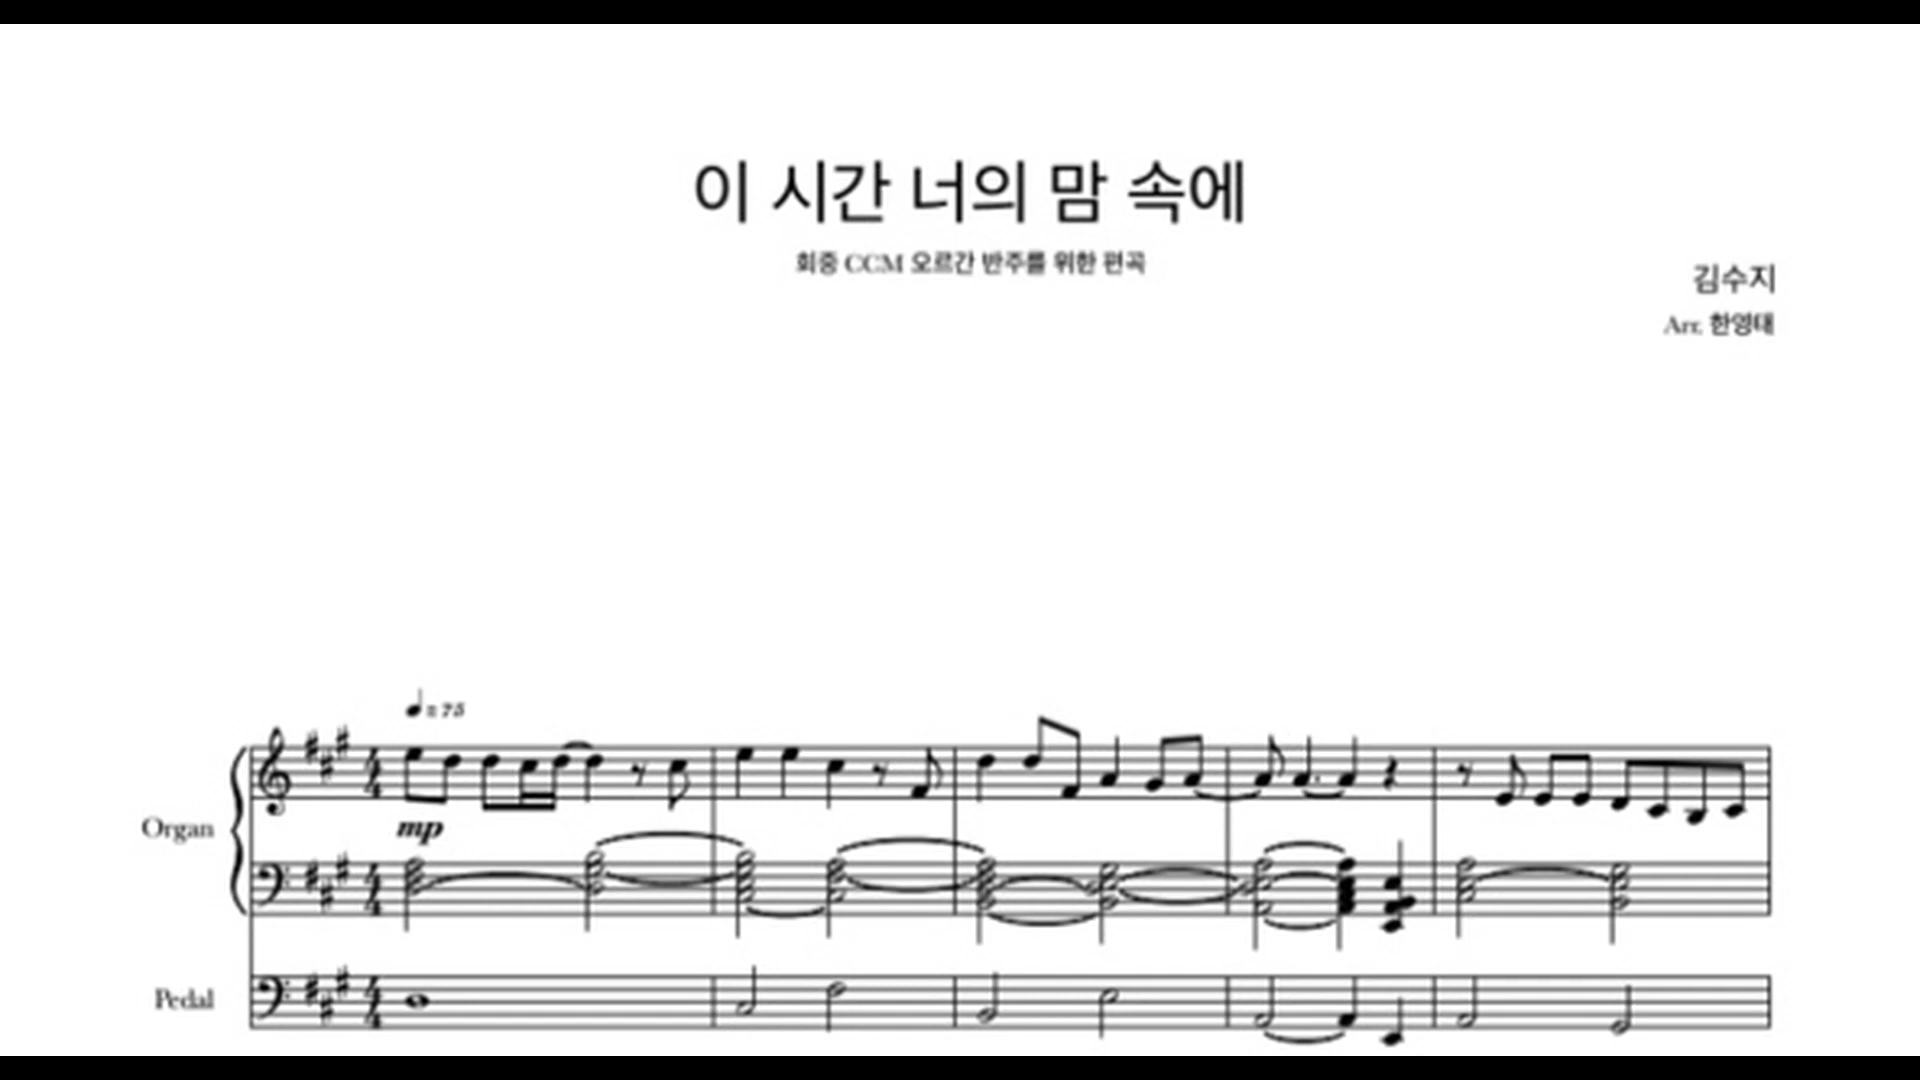 이 시간 너의 맘 속에
회중 CCM 오르간 반주를 위한 편곡
김수지
Arr. 한영태
= 75
Organ
mp
Pedal